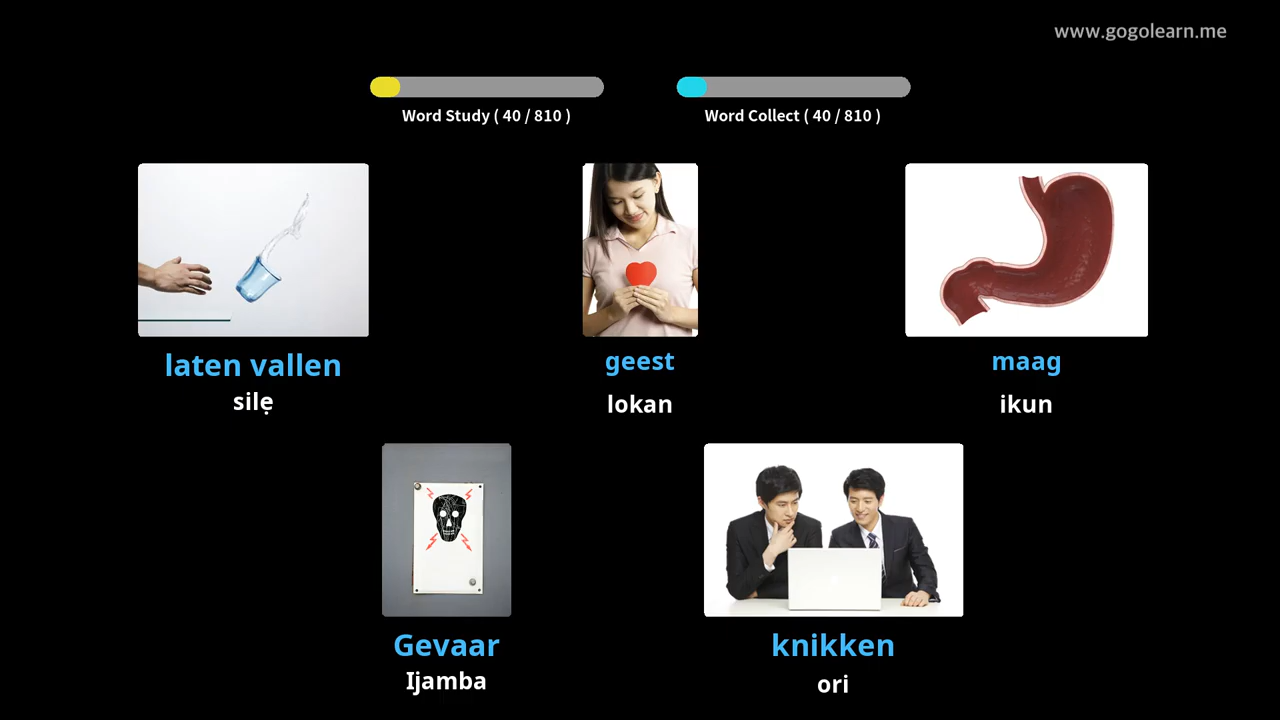 www.gogolearn.me
Word Study ( 40 / 810 )
Word Collect ( 40 / 810 )
laten vallen
silẹ
geest
lokan
maag
ikun
Gevaar
Ijamba
knikken
ori